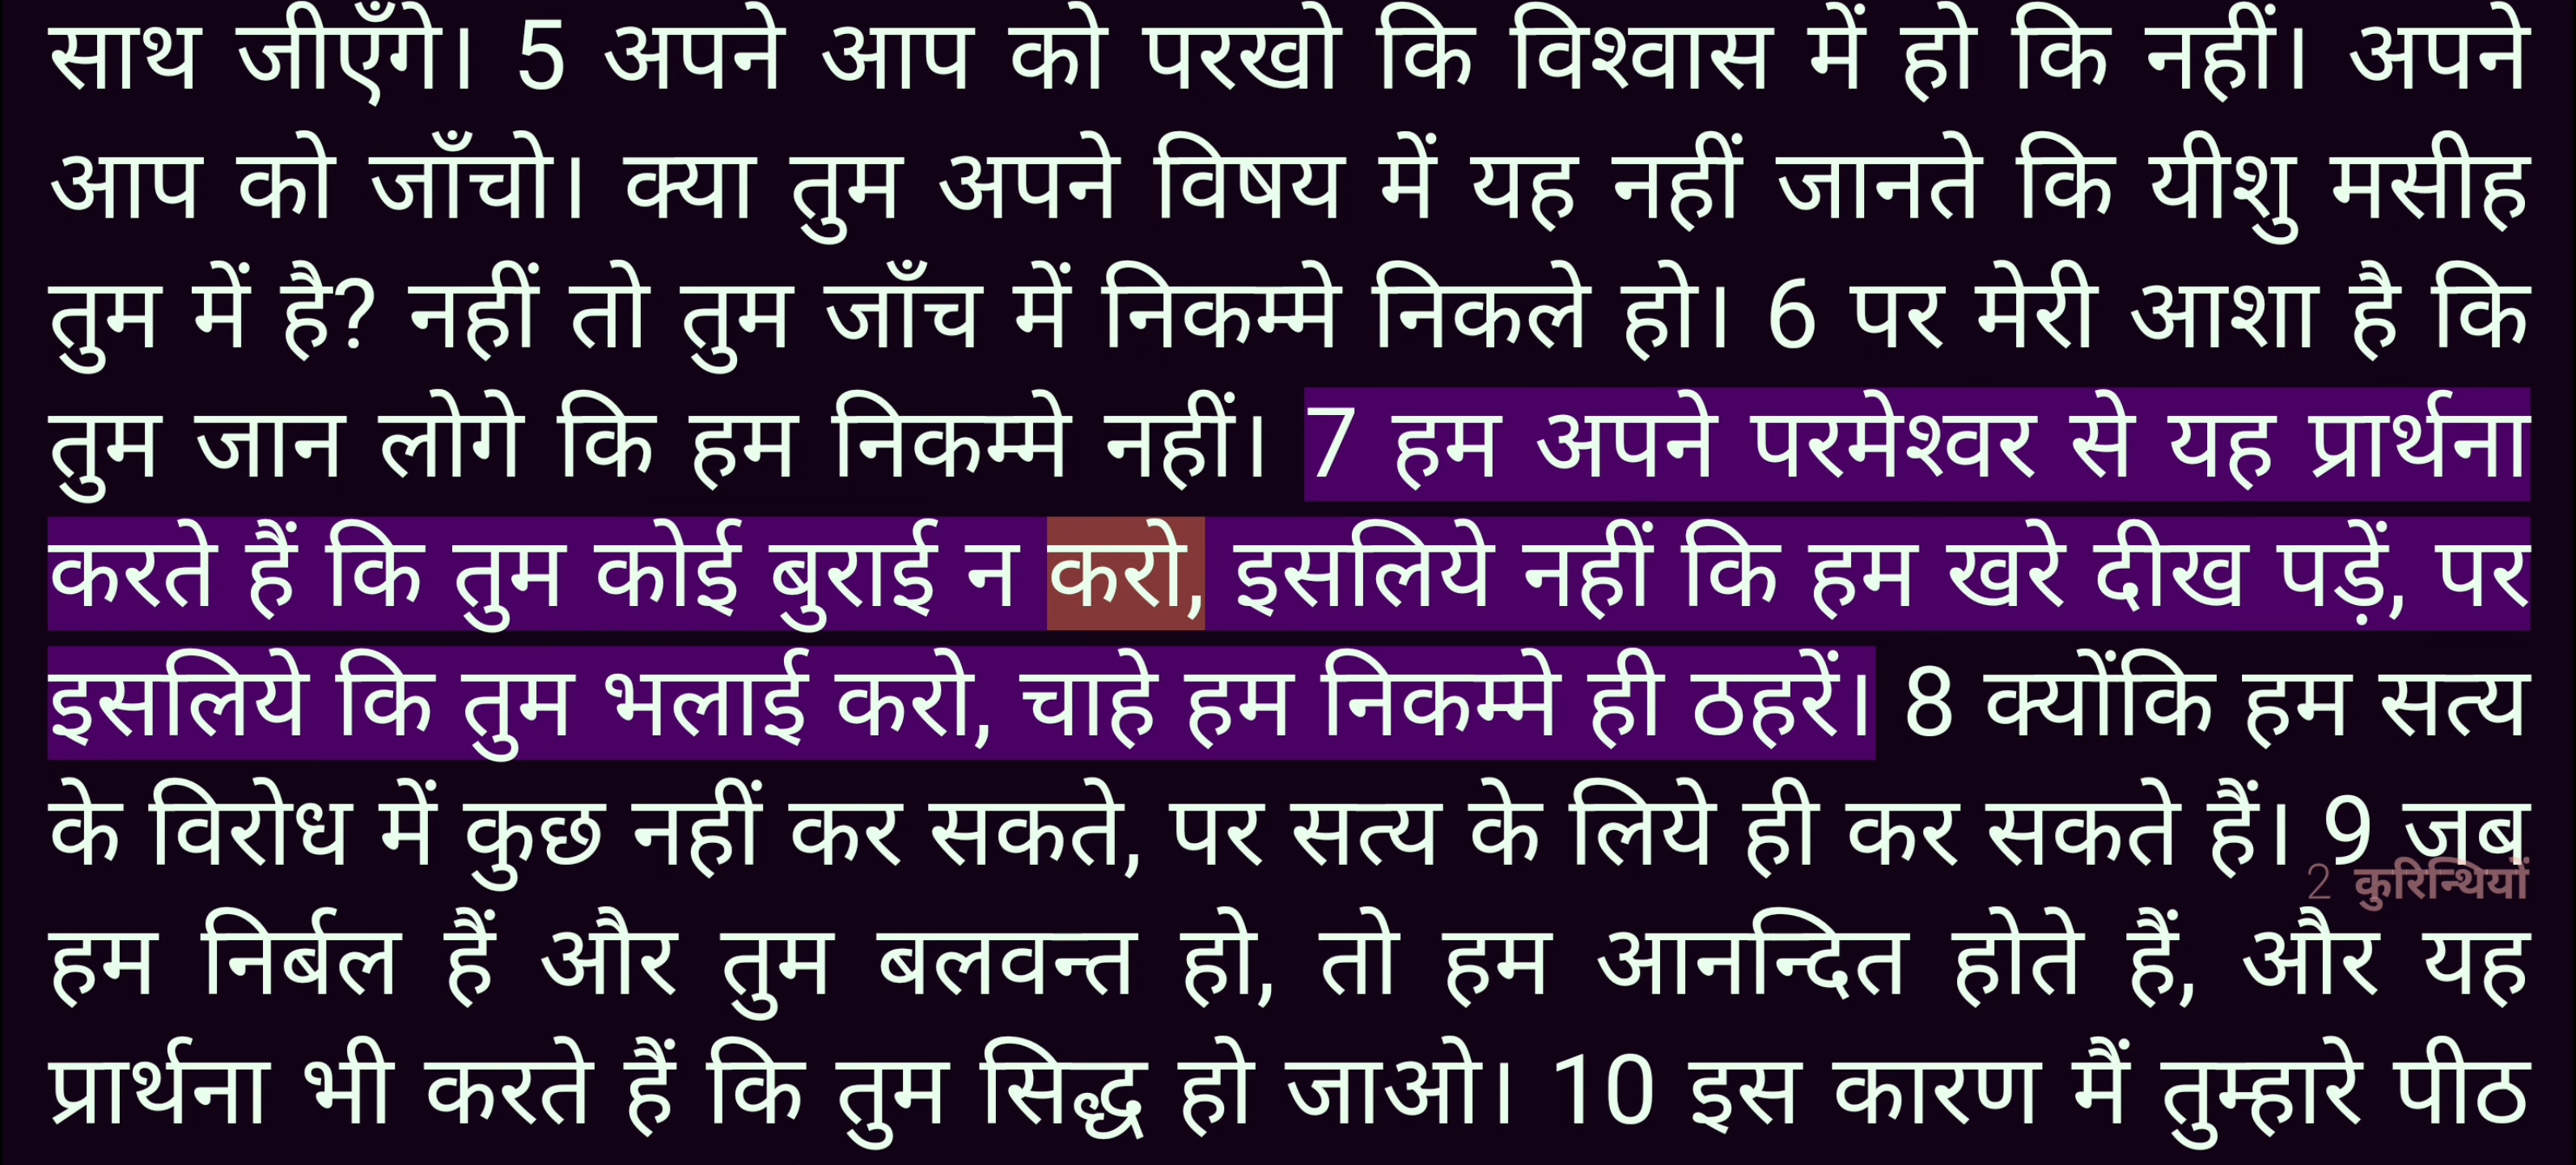 साथ जीएँगे। 5 अपने आप को परखो कि विश्वास में हो कि नहीं। अपने
आप को जाँचो। क्या तुम अपने विषय में यह नहीं जानते कि यीशु मसीह
तुम में है? नहीं तो तुम जाँच में निकम्मे निकले हो। 6 पर मेरी आशा है कि
तुम जान लोगे कि हम निकम्मे नहीं। 7 हम अपने परमेश्वर से यह प्रार्थना
करते हैं कि तुम कोई बुराई न करो, इसलिये नहीं कि हम खरे दीख पड़ें, पर
इसलिये कि तुम भलाई करो, चाहे हम निकम्मे ही ठहरें। 8 क्योंकि हम सत्य
के विरोध में कुछ नहीं कर सकते, पर सत्य के लिये ही कर सकते हैं। 9 जब
2 कुरिन्थियों
हम निर्बल हैं और तुम बलवन्त हो, तो हम आनन्दित होते हैं, और यह
प्रार्थना भी करते हैं कि तुम सिद्ध हो जाओ। 10 इस कारण मैं तुम्हारे पीठ